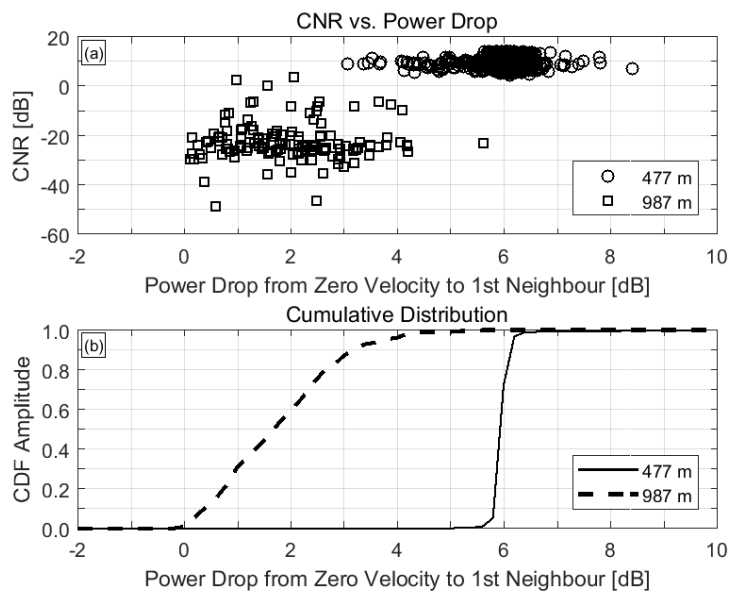 CNR vs. Power Drop
(a)
20
0
-20
-40
-60
CNR [dB]
477 m
987 m
0 2 4 6 8 10
Power Drop from Zero Velocity to 1st Neighbour [dB]
Cumulative Distribution
(b)
1.0
0.8
0.6
0.4
0.2
0.0
CDF Amplitude
477 m
987 m
-2 0 2 4 6 8 10
Power Drop from Zero Velocity to 1st Neighbour [dB]